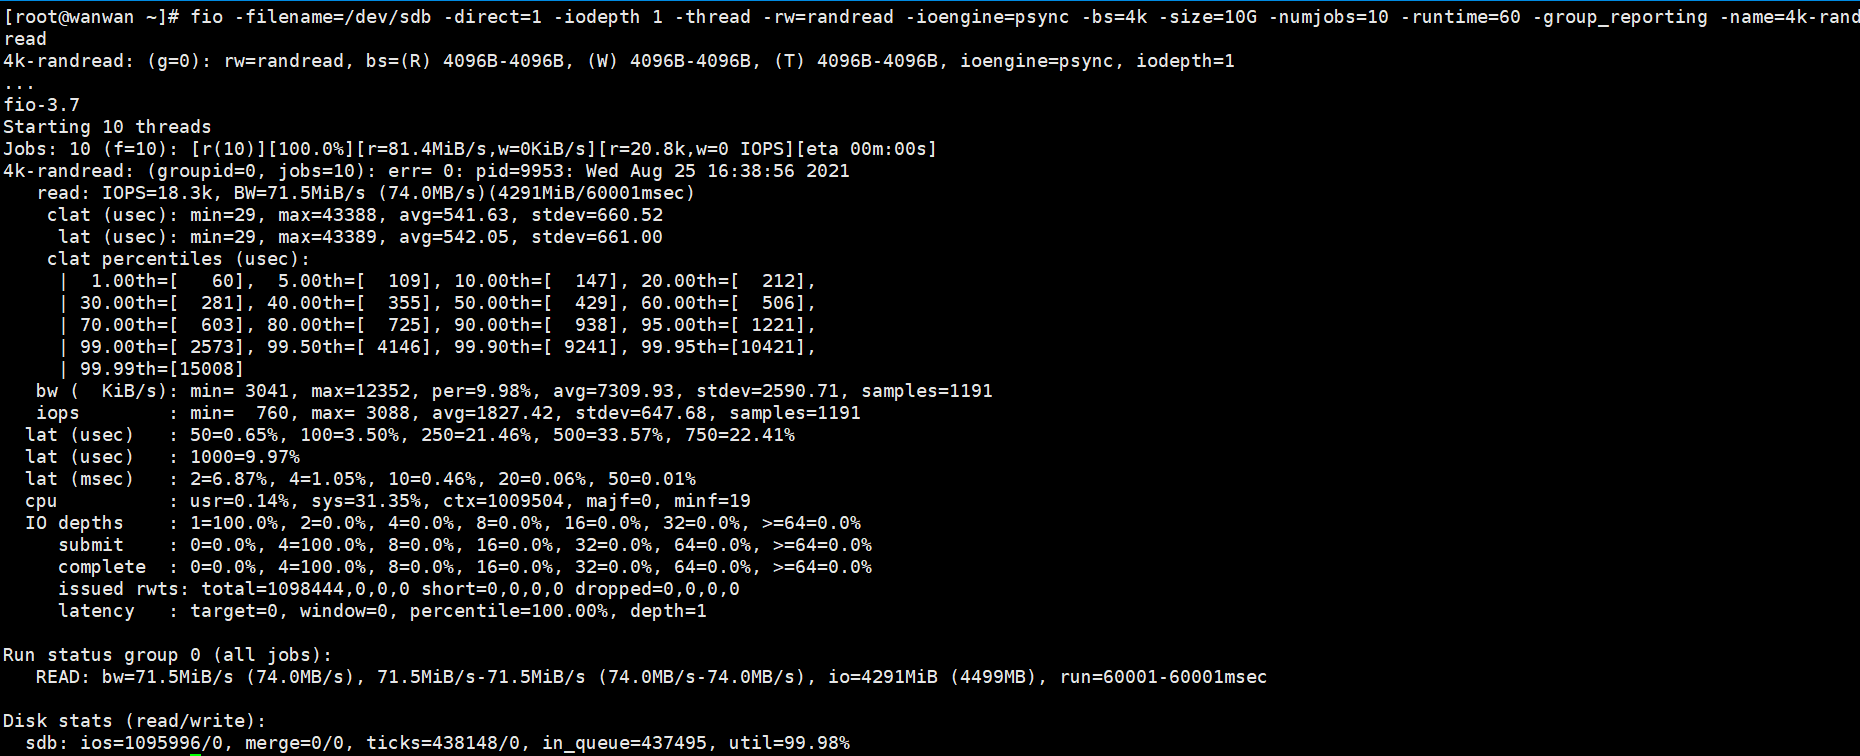 [root@wanwan ~]# fio -filename=/dev/sdb -direct=1 -iodepth 1 -thread -rw=randread -ioengine=psync -bs=4k -size=10G -numjobs=10 -runtime=60 -group_reporting -name=4k-rand
read
4k-randread: (g=0): rw=randread, bs=(R) 4096B-4096B, (W) 4096B-4096B, (T) 4096B-4096B, ioengine=psync, iodepth=1
...
fio-3.7
Starting 10 threads
Jobs: 10 (f=10): [r(10)][100.0%][r=81.4MiB/s,w=0KiB/s][r=20.8k,w=0 IOPS][eta 00m:00s]
4k-randread: (groupid=0, jobs=10): err= 0: pid=9953: Wed Aug 25 16:38:56 2021
   read: IOPS=18.3k, BW=71.5MiB/s (74.0MB/s)(4291MiB/60001msec)
    clat (usec): min=29, max=43388, avg=541.63, stdev=660.52
     lat (usec): min=29, max=43389, avg=542.05, stdev=661.00
    clat percentiles (usec):
     |  1.00th=[   60],  5.00th=[  109], 10.00th=[  147], 20.00th=[  212],
     | 30.00th=[  281], 40.00th=[  355], 50.00th=[  429], 60.00th=[  506],
     | 70.00th=[  603], 80.00th=[  725], 90.00th=[  938], 95.00th=[ 1221],
     | 99.00th=[ 2573], 99.50th=[ 4146], 99.90th=[ 9241], 99.95th=[10421],
     | 99.99th=[15008]
   bw (  KiB/s): min= 3041, max=12352, per=9.98%, avg=7309.93, stdev=2590.71, samples=1191
   iops        : min=  760, max= 3088, avg=1827.42, stdev=647.68, samples=1191
  lat (usec)   : 50=0.65%, 100=3.50%, 250=21.46%, 500=33.57%, 750=22.41%
  lat (usec)   : 1000=9.97%
  lat (msec)   : 2=6.87%, 4=1.05%, 10=0.46%, 20=0.06%, 50=0.01%
  cpu          : usr=0.14%, sys=31.35%, ctx=1009504, majf=0, minf=19
  IO depths    : 1=100.0%, 2=0.0%, 4=0.0%, 8=0.0%, 16=0.0%, 32=0.0%, >=64=0.0%
     submit    : 0=0.0%, 4=100.0%, 8=0.0%, 16=0.0%, 32=0.0%, 64=0.0%, >=64=0.0%
     complete  : 0=0.0%, 4=100.0%, 8=0.0%, 16=0.0%, 32=0.0%, 64=0.0%, >=64=0.0%
     issued rwts: total=1098444,0,0,0 short=0,0,0,0 dropped=0,0,0,0
     latency   : target=0, window=0, percentile=100.00%, depth=1
Run status group 0 (all jobs):
   READ: bw=71.5MiB/s (74.0MB/s), 71.5MiB/s-71.5MiB/s (74.0MB/s-74.0MB/s), io=4291MiB (4499MB), run=60001-60001msec
Disk stats (read/write):
  sdb: ios=1095996/0, merge=0/0, ticks=438148/0, in_queue=437495, util=99.98%